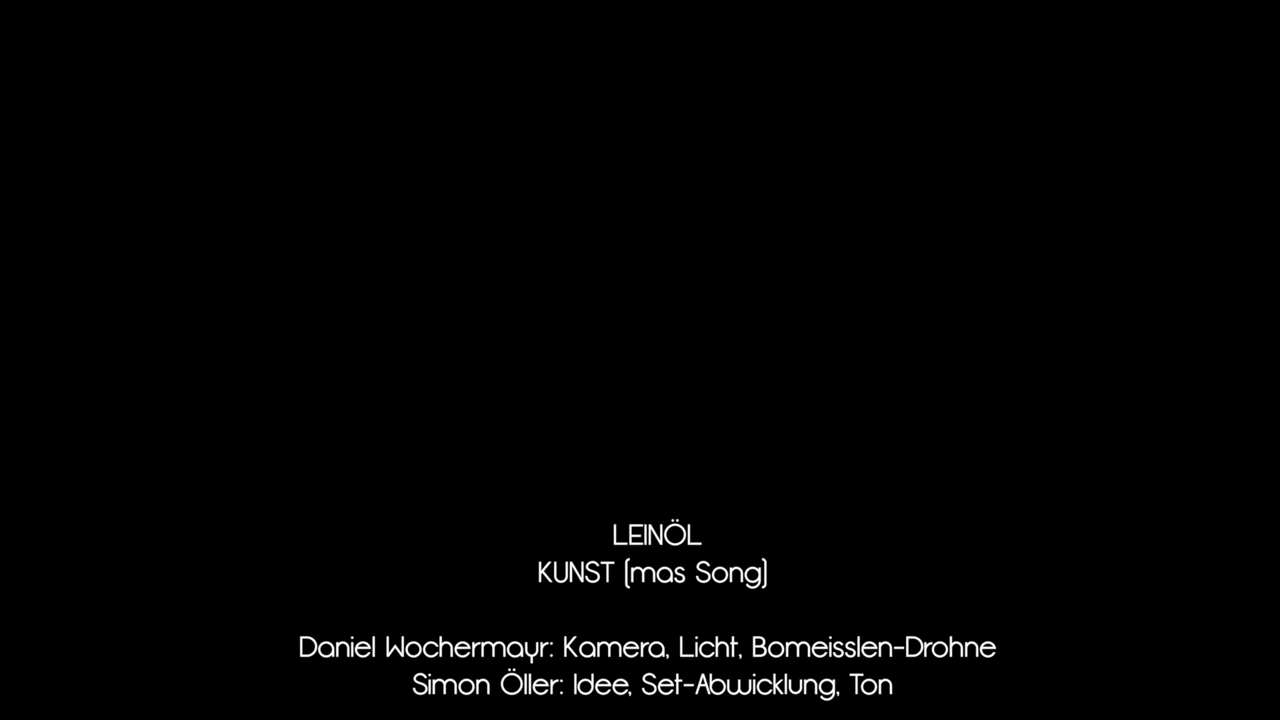 LEINÖL
KUNST (mas Song)
Daniel Wochermayr: Kamera, Licht, Bomeisslen-Drohne
Simon Öller: Idee, Set-Abwicklung, Ton